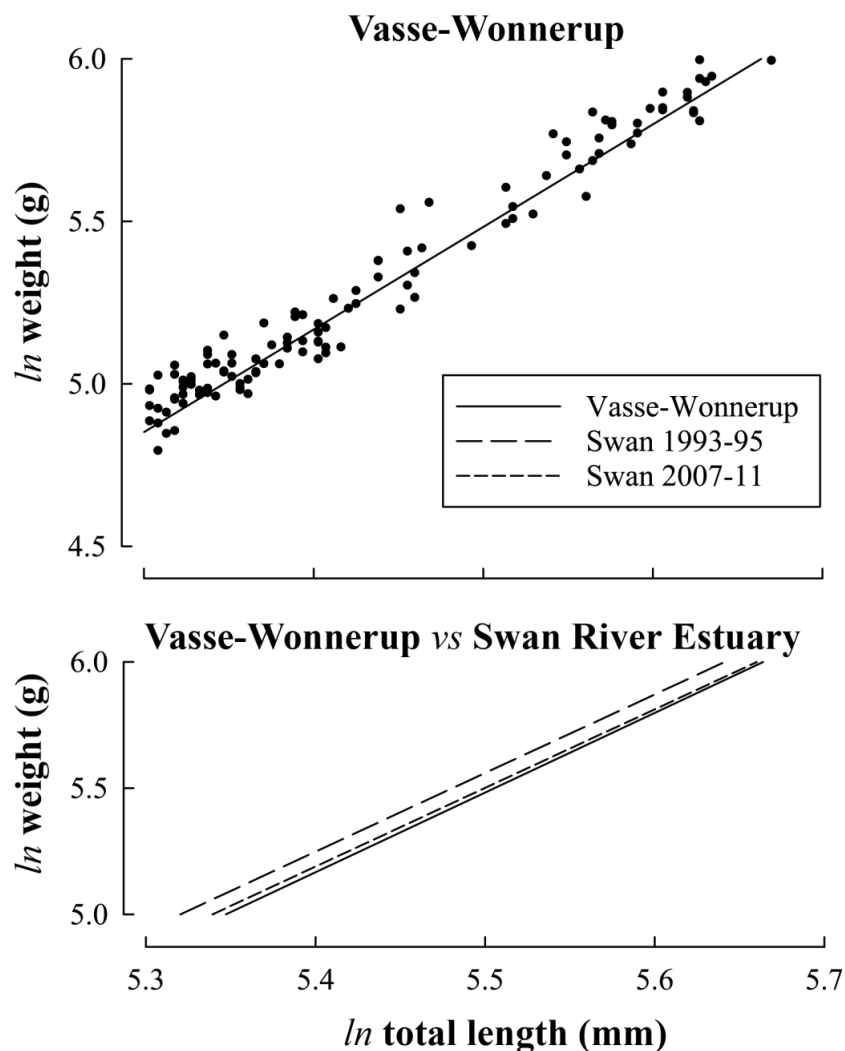 Vasse-Wonnerup
6.0
5.5
5.0
4.5
ln weight (g)
Vasse-Wonnerup
Swan 1993-95
Swan 2007-11
Vasse-Wonnerup vs Swan River Estuary
6.0
5.5
5.0
ln weight (g)
5.3 5.4 5.5 5.6 5.7
ln total length (mm)